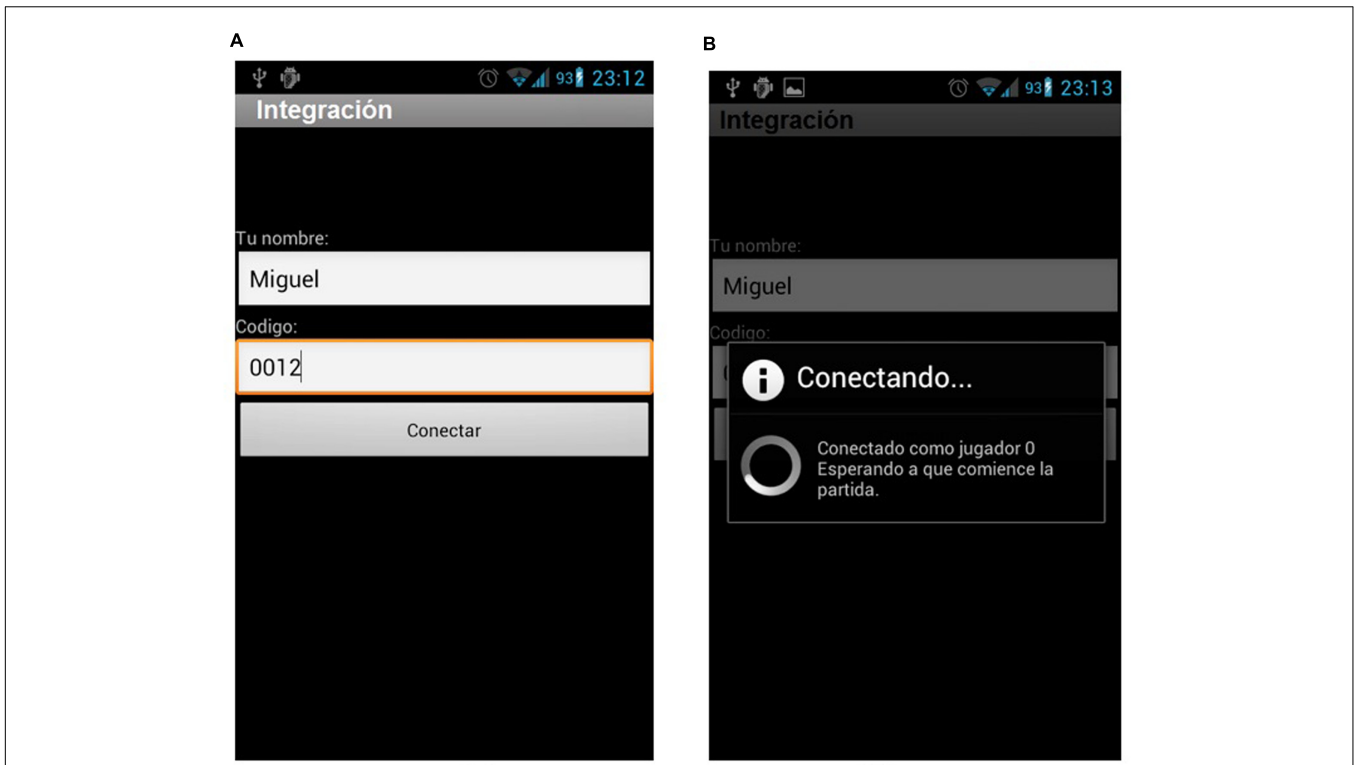 A
93 23:12
Integración
Tu nombre:
Miguel
Codigo:
0012
Conectar
B
93 23:13
Integración
Tu nombre:
Miguel
Codigo:
Conectando...
Conectado como jugador 0
Esperando a que comience la
partida.